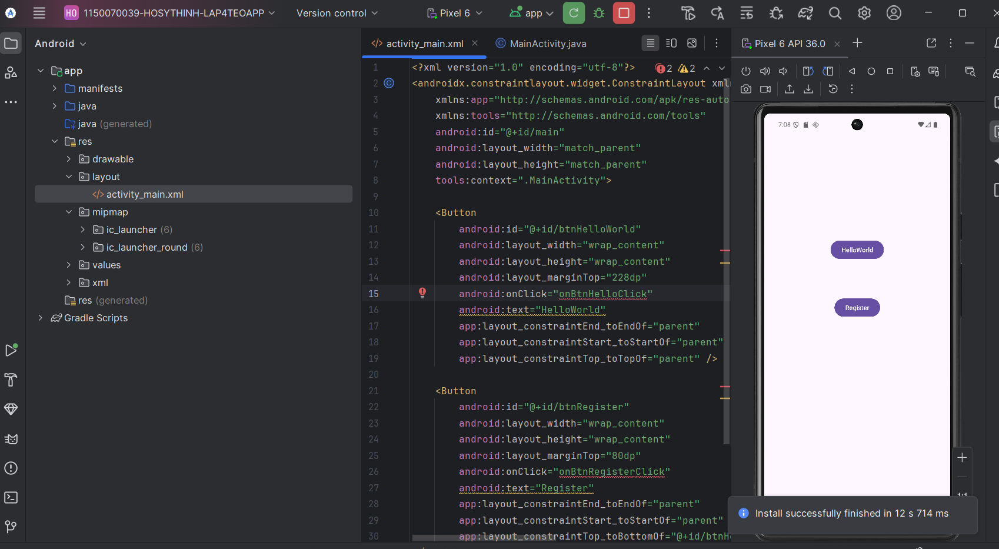 HO 1150070039-HOSYTHINH-LAP4TEOAPP Version control Pixel 6 app
Android
app
manifests
java
java (generated)
res
drawable
layout
</> activity_main.xml
mipmap
ic_launcher (6)
ic_launcher_round (6)
values
xml
res (generated)
Gradle Scripts
</> activity_main.xml MainActivity.java
2 2
1 <?xml version="1.0" encoding="utf-8"?>
2 <androidx.constraintlayout.widget.ConstraintLayout xml
3 xmlns:app="http://schemas.android.com/apk/res-auto
4 xmlns:tools="http://schemas.android.com/tools"
5 android:id="@+id/main"
6 android:layout_width="match_parent"
7 android:layout_height="match_parent"
8 tools:context=".MainActivity">
9
10 <Button
11 android:id="@+id/btnHelloWorld"
12 android:layout_width="wrap_content"
13 android:layout_height="wrap_content"
14 android:layout_marginTop="228dp"
15 android:onClick="onBtnHelloClick"
16 android:text="HelloWorld"
17 app:layout_constraintEnd_toEndOf="parent"
18 app:layout_constraintStart_toStartOf="parent"
19 app:layout_constraintTop_toTopOf="parent" />
20
21 <Button
22 android:id="@+id/btnRegister"
23 android:layout_width="wrap_content"
24 android:layout_height="wrap_content"
25 android:layout_marginTop="80dp"
26 android:onClick="onBtnRegisterClick"
27 android:text="Register"
28 app:layout_constraintEnd_toEndOf="parent"
29 app:layout_constraintStart_toStartOf="parent"
30 app:layout_constraintTop_toBottomOf="@+id/btnH
Pixel 6 API 36.0
7:08
HelloWorld
Register
1:1
Install successfully finished in 12 s 714 ms